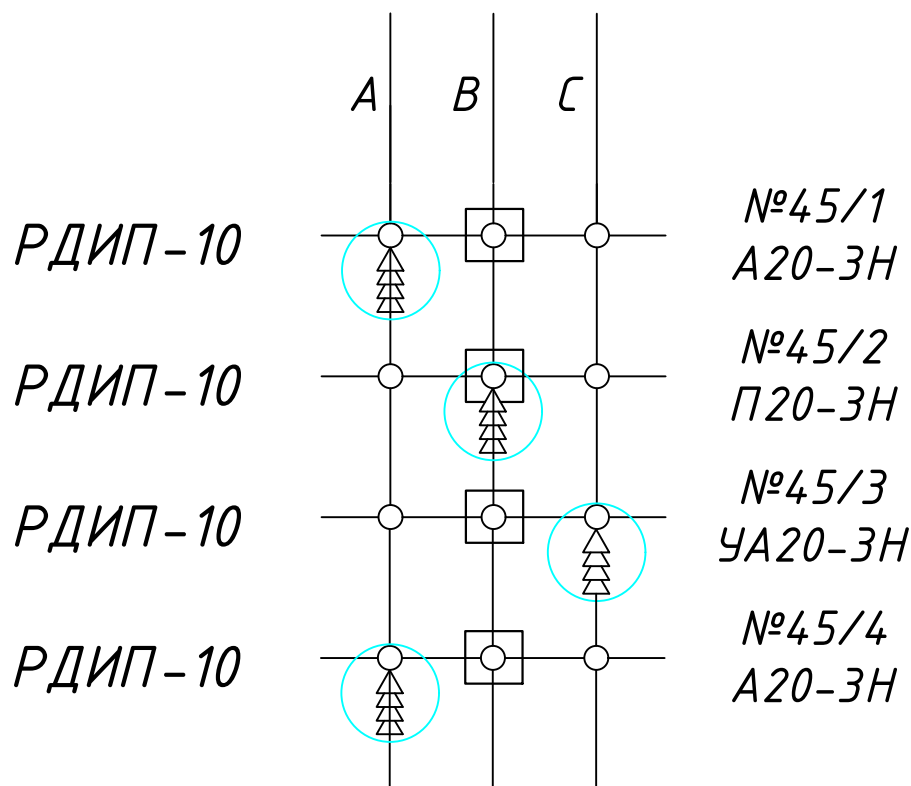 А В С
РДИП-10 №45/1
А20-3Н
РДИП-10 №45/2
П20-3Н
РДИП-10 №45/3
УА20-3Н
РДИП-10 №45/4
А20-3Н